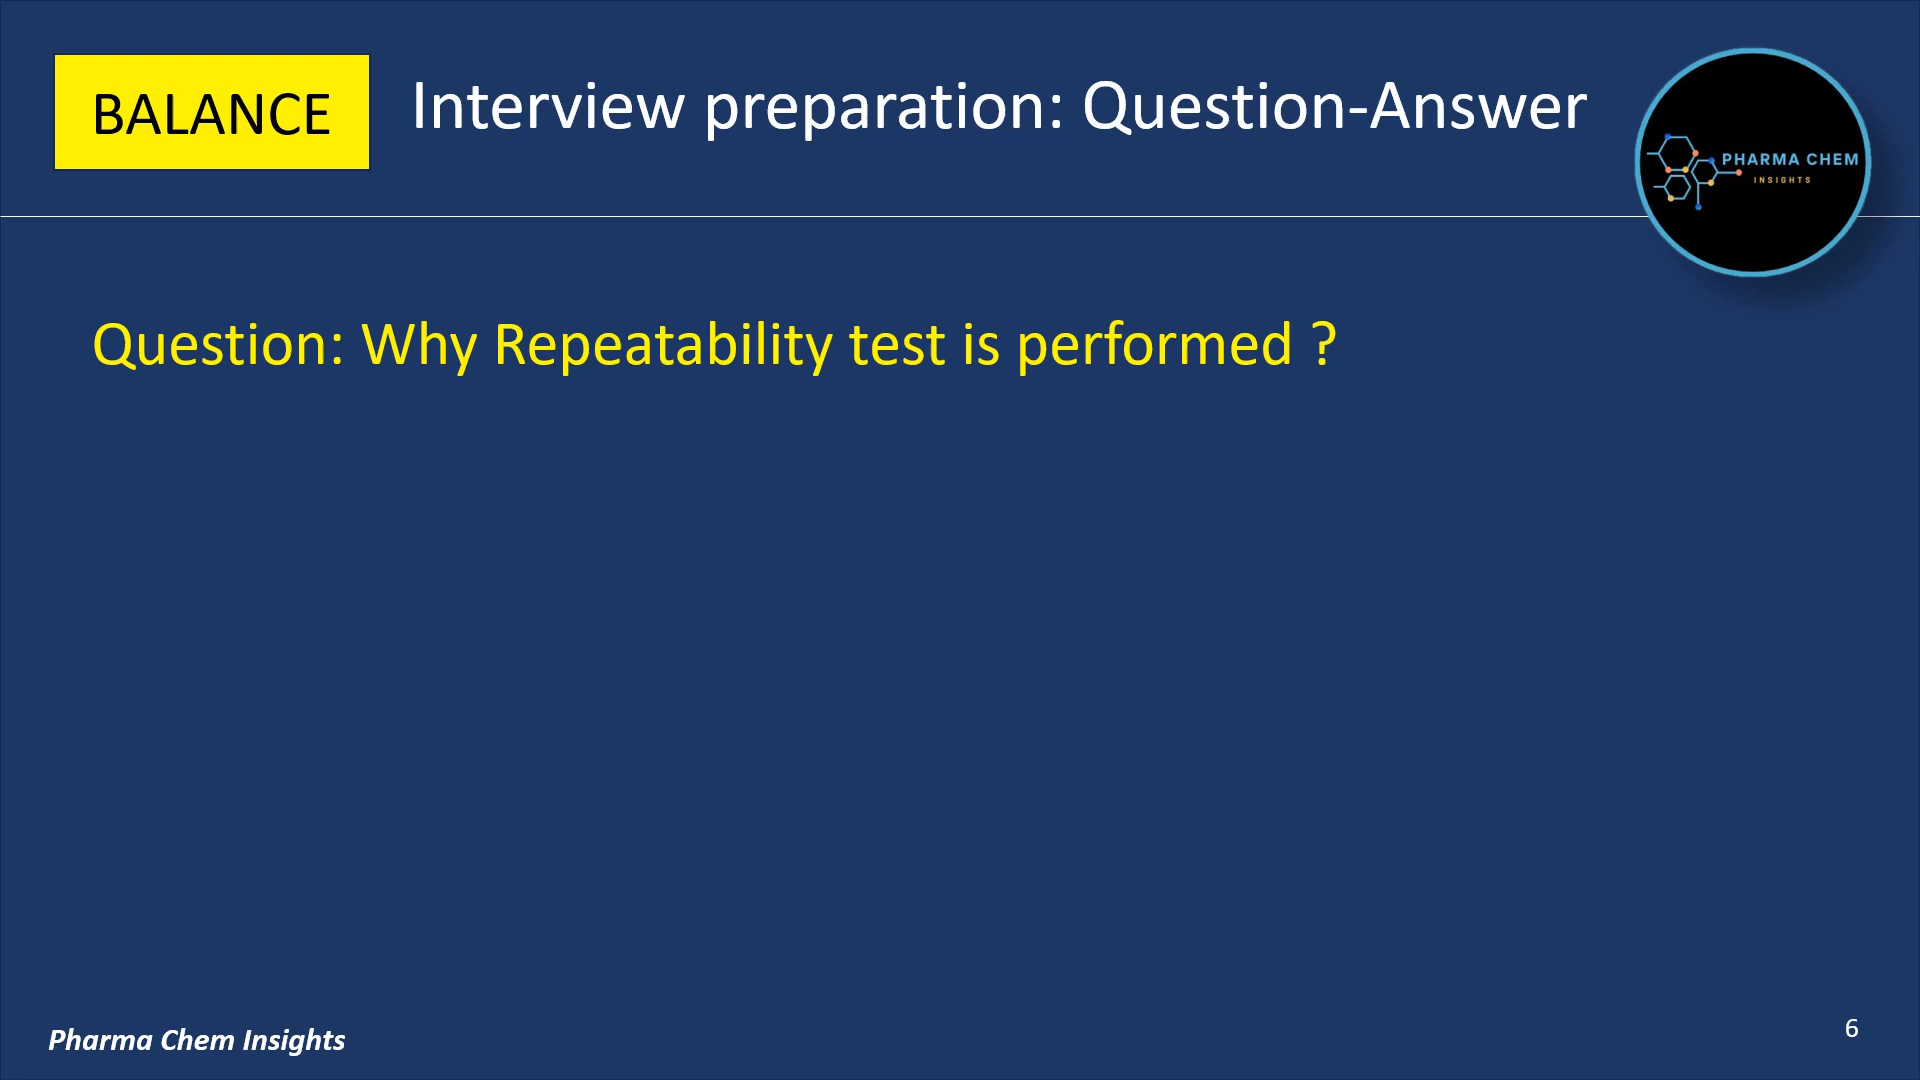 BALANCE
Interview preparation: Question-Answer
PHARMA CHEM
INSIGHTS
Question: Why Repeatability test is performed ?
Pharma Chem Insights
6